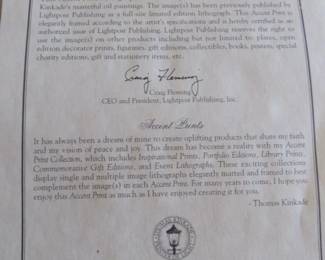 Kinkade's masterful oil paintings. The image(s) has been previously published by
Lightpost Publishing as a full size limited edition lithograph. This Accent Print is
elegantly framed according to the artist's specifications and is hereby certified as an
authorized issue of Lightpost Publishing. Lightpost Publishing reserves the right to
use the image(s) on other products including but not limited to: plates, open
edition decorator prints, figurines, gift editions, collectibles, books, posters, special
charity editions, gift and stationery items, etc.
Craig Fleming
Craig Fleming
CEO and President, Lightpost Publishing, Inc.
Accent Prints
It has always been a dream of mine to create uplifting products that share my faith
and my vision of peace and joy. This dream has become a reality with my Accent
Print Collection, which includes Inspirational Prints, Portfolio Editions, Library Prints,
Commemorative Gift Editions, and Event Lithographs. These exciting collections
display single and multiple image lithographs elegantly matted and framed to best
complement the image(s) in each Accent Print. For many years to come, I hope you
enjoy this Accent Print as much as I have enjoyed creating it for you.
- Thomas Kinkade
THOMAS KINKADE